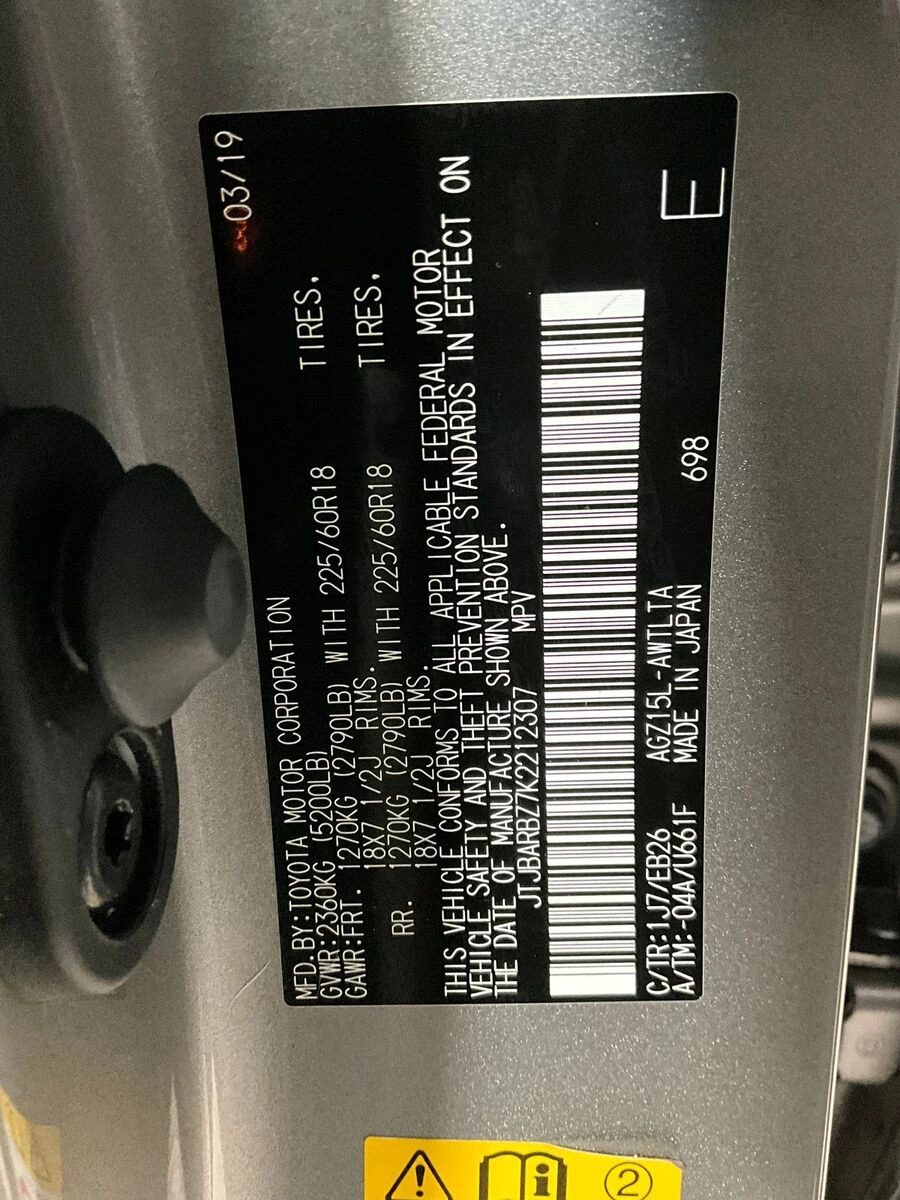 03/19
MFD.BY:TOYOTA MOTOR CORPORATION
GVWR:2360KG (5200LB)
GAWR:FRT. 1270KG (2790LB) WITH 225/60R18 TIRES,
18X7 1/2J RIMS.
RR. 1270KG (2790LB) WITH 225/60R18 TIRES,
18X7 1/2J RIMS.
THIS VEHICLE CONFORMS TO ALL APPLICABLE FEDERAL MOTOR
VEHICLE SAFETY AND THEFT PREVENTION STANDARDS IN EFFECT ON
THE DATE OF MANUFACTURE SHOWN ABOVE.
JTJBARBZ7K2212307 MPV
C/TR:1J7/EB26 AGZ15L-AWTLTA
A/TM:-04A/U661F MADE IN JAPAN 698
E
2